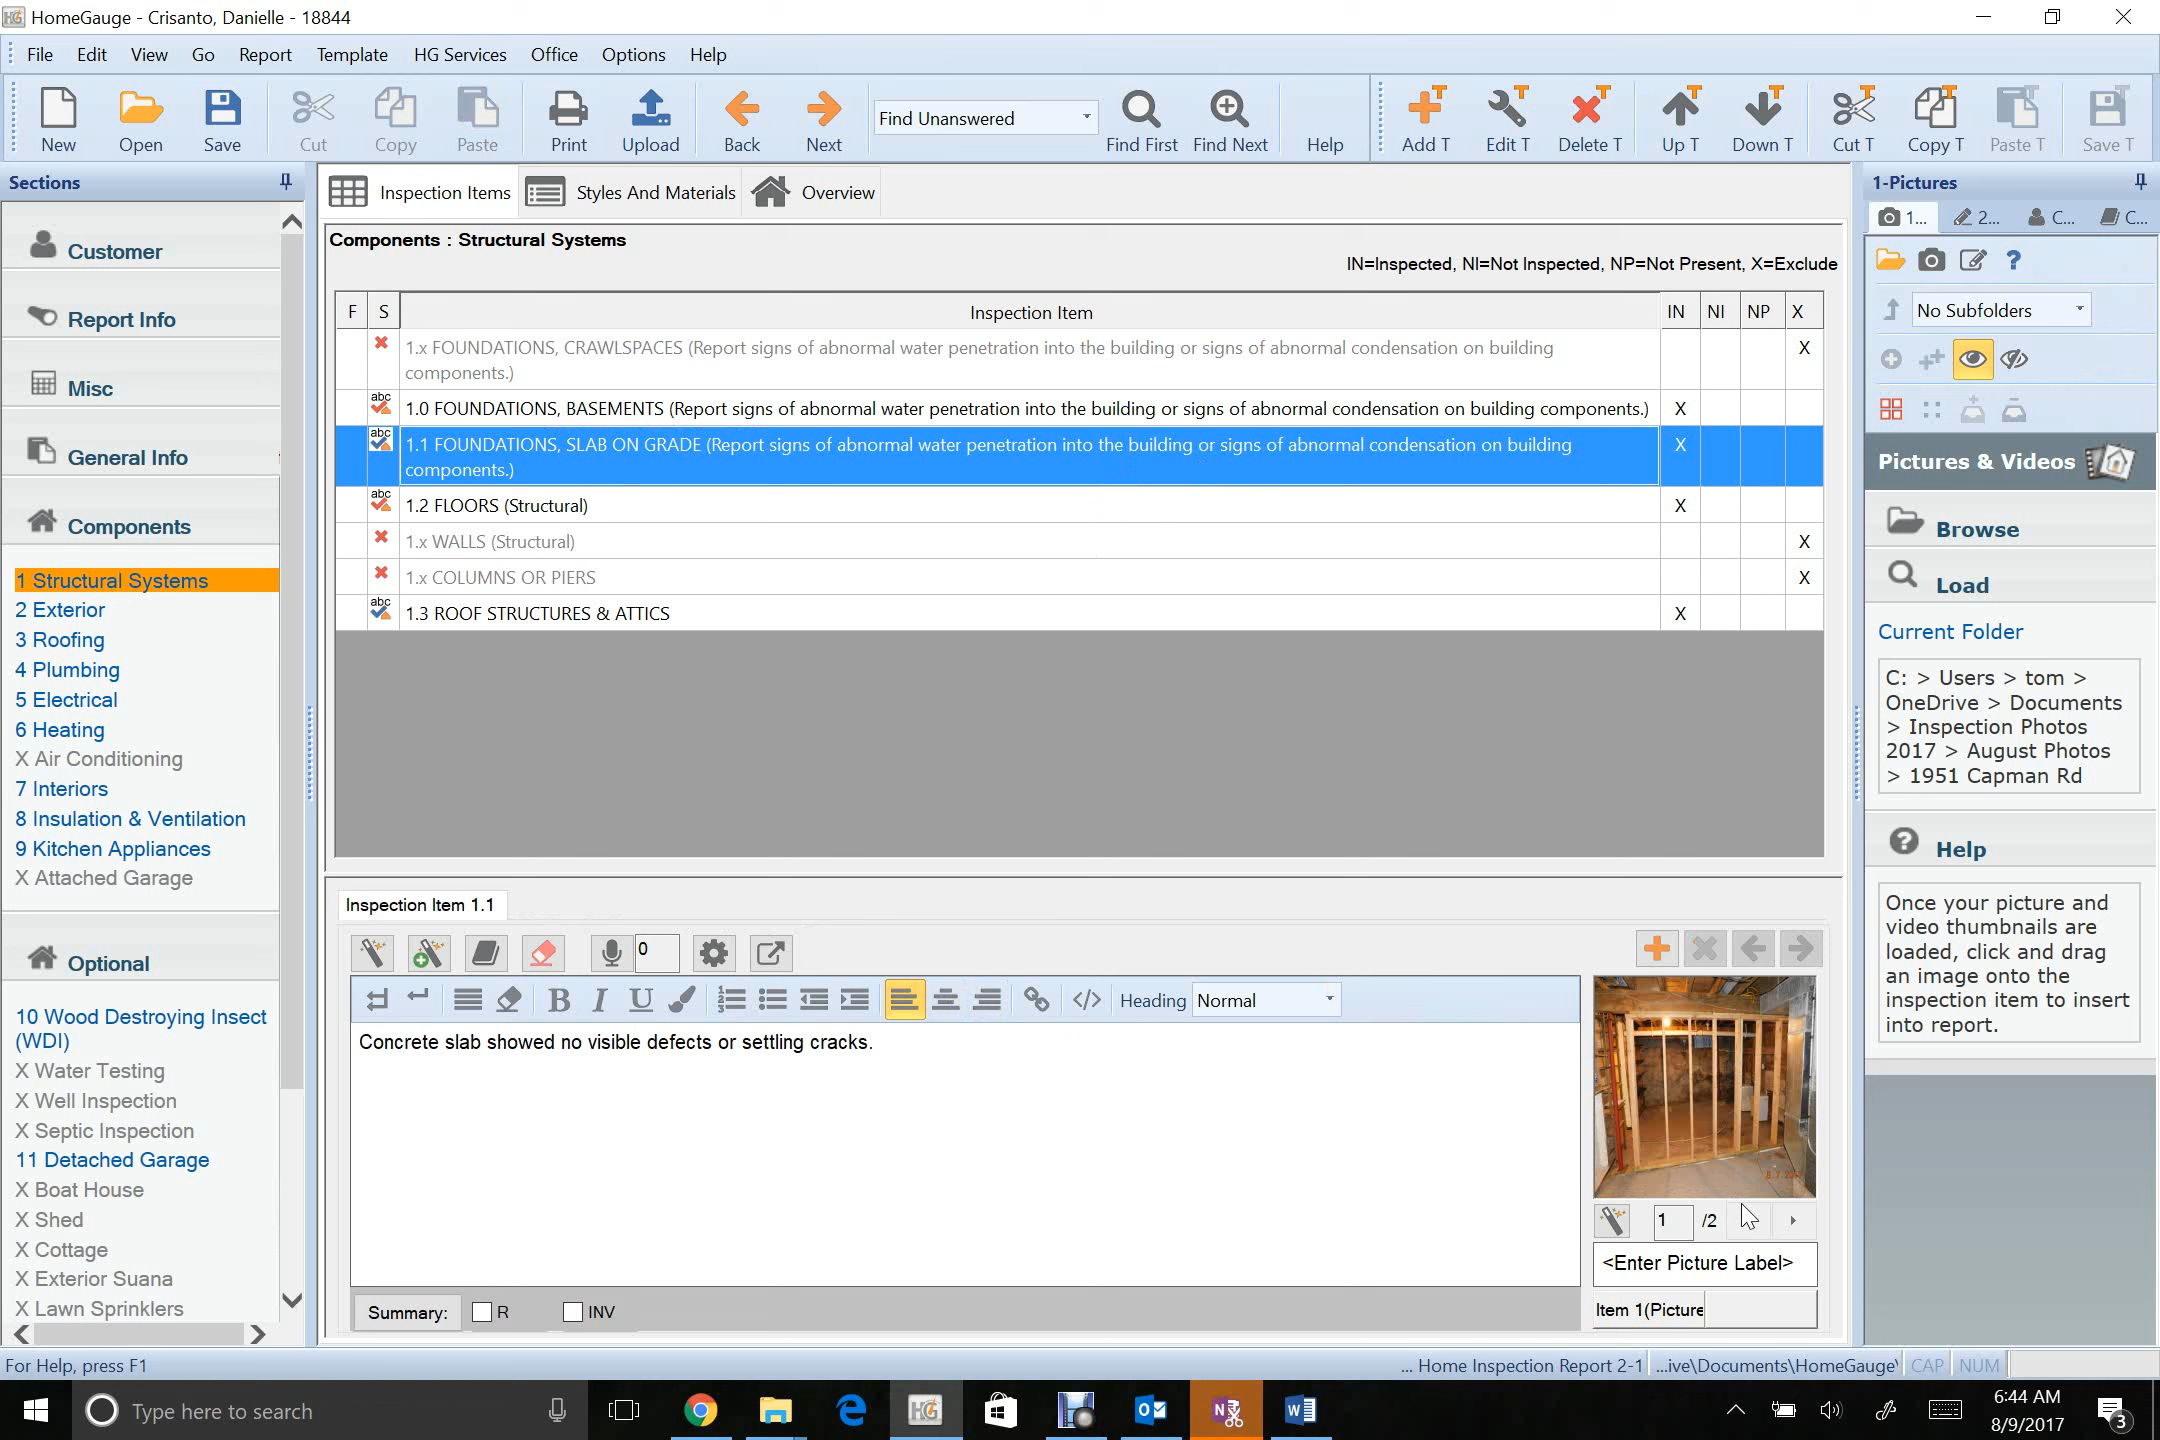 HomeGauge - Crisanto, Danielle - 18844
File Edit View Go Report Template HG Services Office Options Help
New Open Save Cut Copy Paste Print Upload Back Next Find Unanswered Find First Find Next Help Add T Edit T Delete T Up T Down T Cut T Copy T Paste T Save T
Sections
Customer
Report Info
Misc
General Info
Components
1 Structural Systems
2 Exterior
3 Roofing
4 Plumbing
5 Electrical
6 Heating
X Air Conditioning
7 Interiors
8 Insulation & Ventilation
9 Kitchen Appliances
X Attached Garage
Optional
10 Wood Destroying Insect
(WDI)
X Water Testing
X Well Inspection
X Septic Inspection
11 Detached Garage
X Boat House
X Shed
X Cottage
X Exterior Suana
X Lawn Sprinklers
Inspection Items Styles And Materials Overview
Components : Structural Systems
IN=Inspected, NI=Not Inspected, NP=Not Present, X=Exclude
F S Inspection Item IN NI NP X
1.x FOUNDATIONS, CRAWLSPACES (Report signs of abnormal water penetration into the building or signs of abnormal condensation on building X
components.)
abc 1.0 FOUNDATIONS, BASEMENTS (Report signs of abnormal water penetration into the building or signs of abnormal condensation on building components.) X
abc 1.1 FOUNDATIONS, SLAB ON GRADE (Report signs of abnormal water penetration into the building or signs of abnormal condensation on building X
components.)
abc 1.2 FLOORS (Structural) X
1.x WALLS (Structural) X
1.x COLUMNS OR PIERS X
abc 1.3 ROOF STRUCTURES & ATTICS X
Inspection Item 1.1
0
B I U </> Heading Normal
Concrete slab showed no visible defects or settling cracks.
1 /2
<Enter Picture Label>
Item 1(Picture
Summary: R INV
1-Pictures
1... 2... C... C...
No Subfolders
Pictures & Videos
Browse
Load
Current Folder
C: > Users > tom >
OneDrive > Documents
> Inspection Photos
2017 > August Photos
> 1951 Capman Rd
Help
Once your picture and
video thumbnails are
loaded, click and drag
an image onto the
inspection item to insert
into report.
For Help, press F1
... Home Inspection Report 2-1 ...ive\Documents\HomeGauge\ CAP NUM
Type here to search
6:44 AM
8/9/2017
3